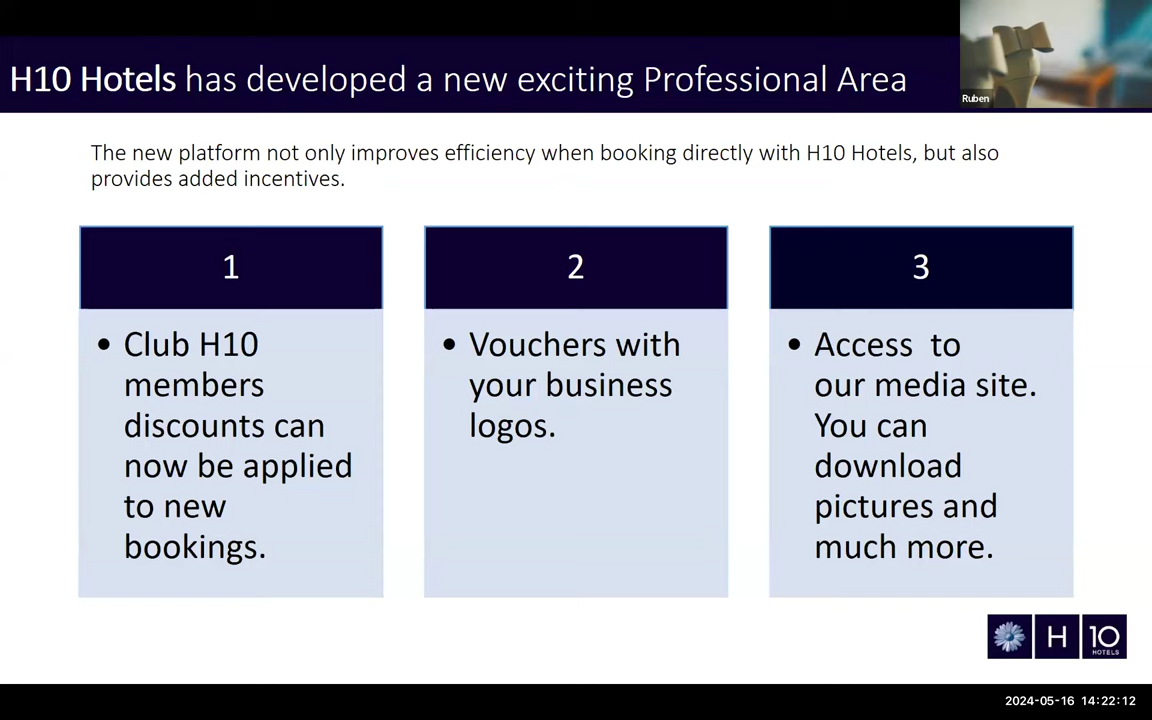 H10 Hotels has developed a new exciting Professional Area
Ruben
The new platform not only improves efficiency when booking directly with H10 Hotels, but also
provides added incentives.
1
• Club H10
members
discounts can
now be applied
to new
bookings.
2
• Vouchers with
your business
logos.
3
• Access  to
our media site.
You can
download
pictures and
much more.
H 10
HOTELS
2024-05-16 14:22:12